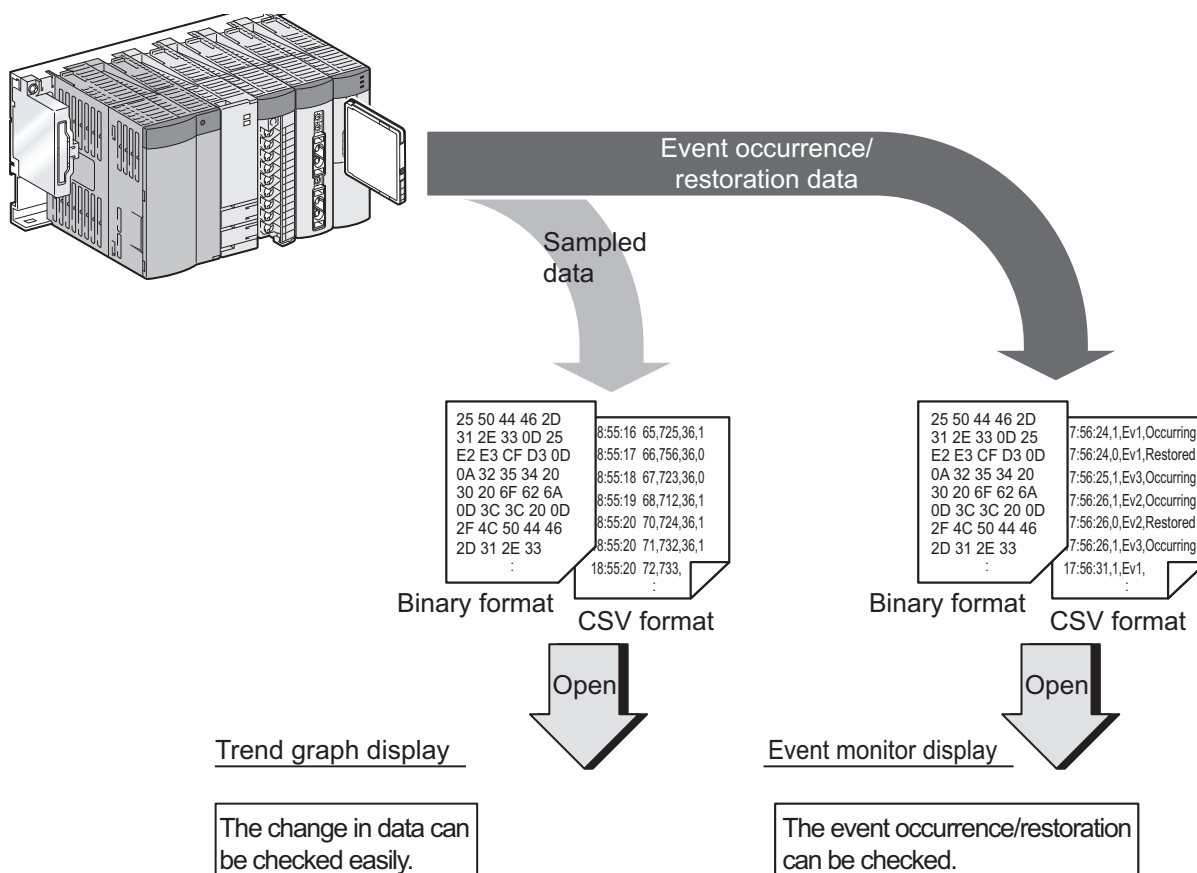 Event occurrence/
restoration data
Sampled
data
25 50 44 46 2D
31 2E 33 0D 25
E2 E3 CF D3 0D
0A 32 35 34 20
30 20 6F 62 6A
0D 3C 3C 20 0D
2F 4C 50 44 46
2D 31 2E 33
:
8:55:16 65,725,36,1
8:55:17 66,756,36,0
8:55:18 67,723,36,0
8:55:19 68,712,36,1
8:55:20 70,724,36,1
8:55:20 71,732,36,1
18:55:20 72,733,
:
Binary format
CSV format
25 50 44 46 2D
31 2E 33 0D 25
E2 E3 CF D3 0D
0A 32 35 34 20
30 20 6F 62 6A
0D 3C 3C 20 0D
2F 4C 50 44 46
2D 31 2E 33
:
7:56:24,1,Ev1,Occurring
7:56:24,0,Ev1,Restored
7:56:25,1,Ev3,Occurring
7:56:26,1,Ev2,Occurring
7:56:26,0,Ev2,Restored
7:56:26,1,Ev3,Occurring
17:56:31,1,Ev1,
:
Binary format
CSV format
Open
Open
Trend graph display
Event monitor display
The change in data can
be checked easily.
The event occurrence/restoration
can be checked.